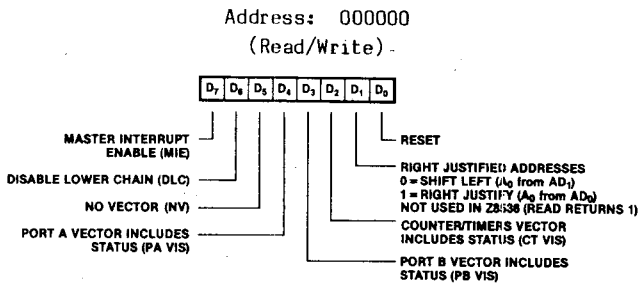 Address: 000000
(Read/Write)
D7 D6 D5 D4 D3 D2 D1 D0
MASTER INTERRUPT
ENABLE (MIE)
DISABLE LOWER CHAIN (DLC)
NO VECTOR (NV)
PORT A VECTOR INCLUDES
STATUS (PA VIS)
RESET
RIGHT JUSTIFIED ADDRESSES
0 = SHIFT LEFT (A0 from AD1)
1 = RIGHT JUSTIFY (A0 from AD0)
NOT USED IN Z8536 (READ RETURNS 1)
COUNTER/TIMERS VECTOR
INCLUDES STATUS (CT VIS)
PORT B VECTOR INCLUDES
STATUS (PB VIS)